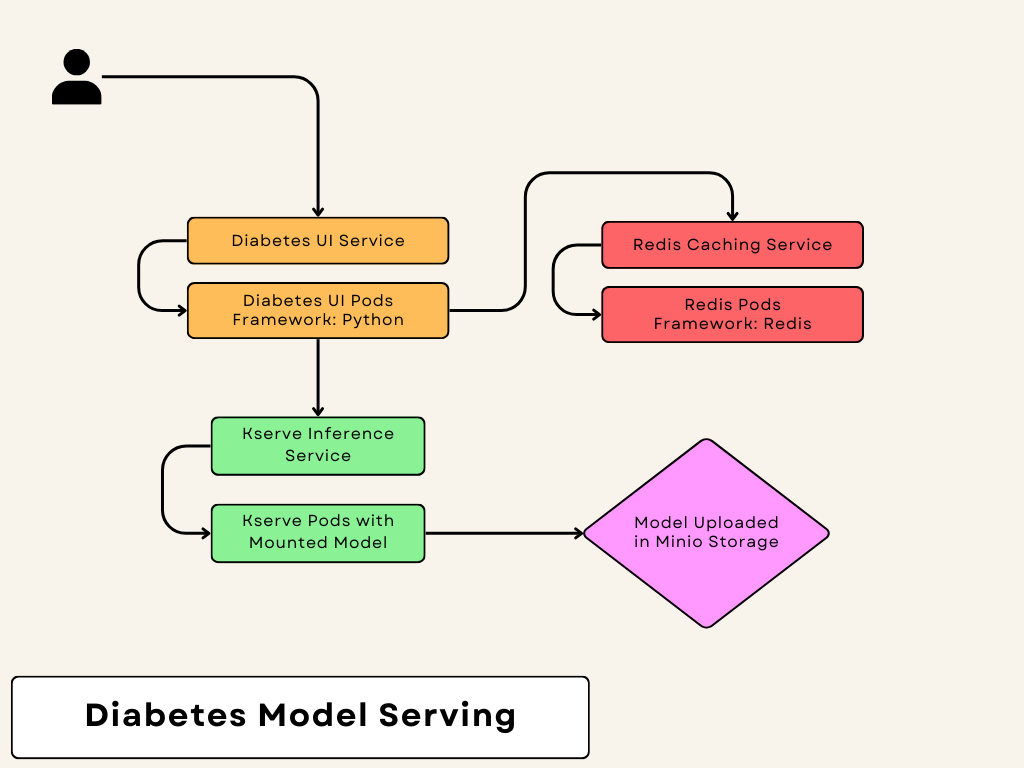 Diabetes UI Service
Diabetes UI Pods
Framework: Python
Redis Caching Service
Redis Pods
Framework: Redis
Kserve Inference
Service
Kserve Pods with
Mounted Model
Model Uploaded
in Minio Storage
Diabetes Model Serving